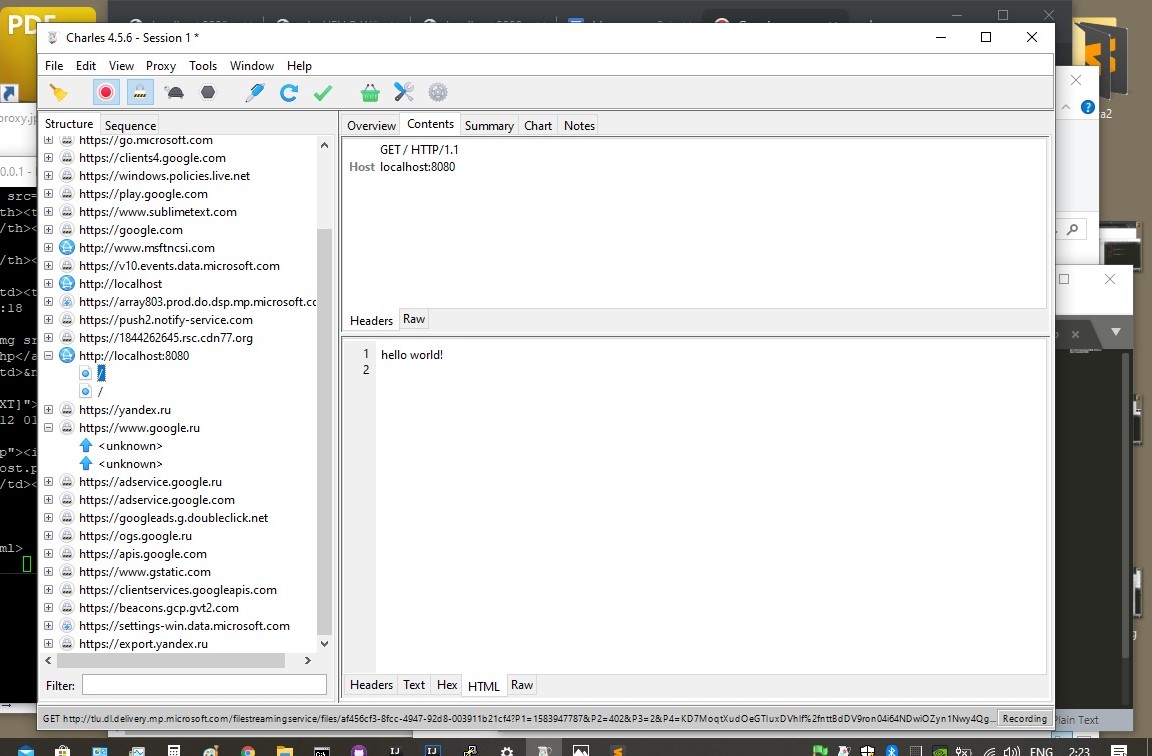 PDF
Charles 4.5.6 - Session 1 *
File Edit View Proxy Tools Window Help
Structure Sequence
https://go.microsoft.com
https://clients4.google.com
https://windows.policies.live.net
https://play.google.com
https://www.sublimetext.com
https://google.com
http://www.msftncsi.com
https://v10.events.data.microsoft.com
http://localhost
https://array803.prod.do.dsp.mp.microsoft.cc
https://push2.notify-service.com
https://1844262645.rsc.cdn77.org
http://localhost:8080
/
/
https://yandex.ru
https://www.google.ru
<unknown>
<unknown>
https://adservice.google.ru
https://adservice.google.com
https://googleads.g.doubleclick.net
https://ogs.google.ru
https://apis.google.com
https://www.gstatic.com
https://clientservices.googleapis.com
https://beacons.gcp.gvt2.com
https://settings-win.data.microsoft.com
https://export.yandex.ru
Filter:
Overview Contents Summary Chart Notes
GET / HTTP/1.1
Host localhost:8080
Headers Raw
1 hello world!
2
Headers Text Hex HTML Raw
GET http://tlu.dl.delivery.mp.microsoft.com/filestreamingservice/files/af456cf3-8fcc-4947-92d8-003911b21cf4?P1=1583947787&P2=402&P3=2&P4=KD7MoqtXudOeGTluxDVhlf%2fnttBdDV9ron04i64NDwiOZyn1Nwy4Qg... Recording
proxy.jp
0.0.1 -
src=
th><t
/th><
/th><
td><t
:18
mg sr
hp</a
td>&n
XT]">
12 01
p"><i
ost.p
/td><
ml>
ra2
Plain Text
ENG 2:23